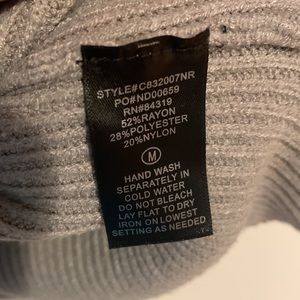 STYLE#C832007NR
PO#ND00659
RN#84319
52%RAYON
28%POLYESTER
20%NYLON
M
HAND WASH
SEPARATELY IN
COLD WATER
DO NOT BLEACH
LAY FLAT TO DRY
IRON ON LOWEST
SETTING AS NEEDED